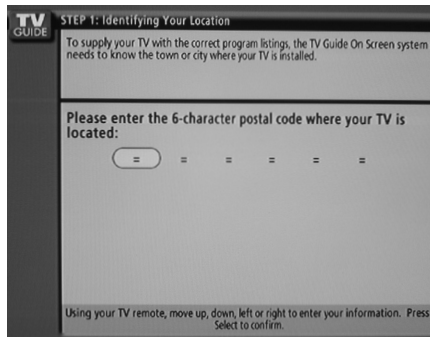 TV
GUIDE
STEP 1: Identifying Your Location
To supply your TV with the correct program listings, the TV Guide On Screen system
needs to know the town or city where your TV is installed.
Please enter the 6-character postal code where your TV is
located:
= = = = = =
Using your TV remote, move up, down, left or right to enter your information. Press
Select to confirm.